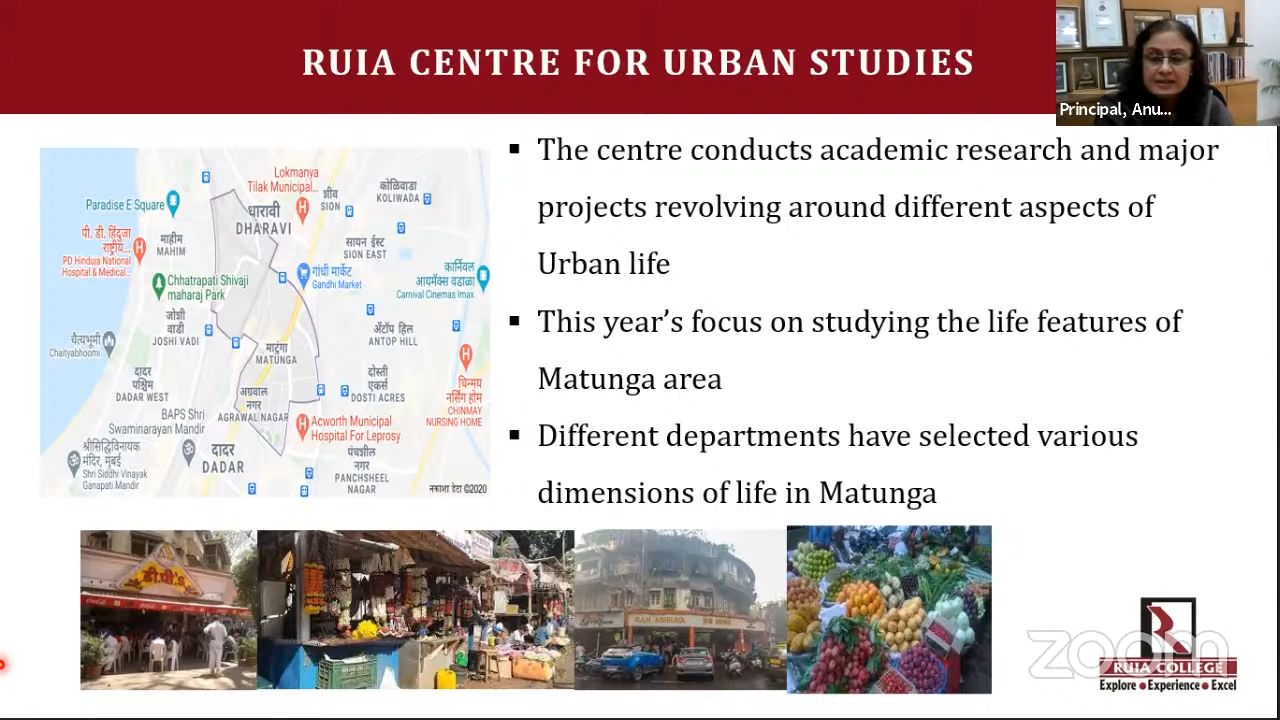 RUIA CENTRE FOR URBAN STUDIES
Principal, Anu...
▪ The centre conducts academic research and major
projects revolving around different aspects of
Urban life
▪ This year’s focus on studying the life features of
Matunga area
▪ Different departments have selected various
dimensions of life in Matunga
Lokmanya
Tilak Municipal...
Paradise E Square
शीव
SION
कोळिवाडा
KOLIWADA
धारावी
DHARAVI
पी. डी. हिंदुजा
राष्ट्रीय...
PD Hinduja National
Hospital & Medical...
माहीम
MAHIM
सायन ईस्ट
SION EAST
Chhatrapati Shivaji
maharaj Park
गांधी मार्केट
Gandhi Market
कार्निवल
आयमॅक्स वडाळा
Carnival Cinemas Imax
जोशी
वाडी
JOSHI VADI
अँटॉप हिल
ANTOP HILL
चैत्यभूमी
Chaityabhoomi
माटुंगा
MATUNGA
दादर
पश्चिम
DADAR WEST
अग्रवाल
नगर
AGRAWAL NAGAR
दोस्ती
एकर्स
DOSTI ACRES
चिन्मय
नर्सिंग होम
CHINMAY
NURSING HOME
BAPS Shri
Swaminarayan Mandir
Acworth Municipal
Hospital For Leprosy
श्रीसिद्धिविनायक
मंदिर, मुंबई
Shri Siddhi Vinayak
Ganapati Mandir
दादर
DADAR
पंचशील
नगर
PANCHSHEEL
NAGAR
नकाशा डेटा ©2020
डी.पी'ज
RAM ASHRAYA
zoom
RUIA COLLEGE
Explore ● Experience ● Excel